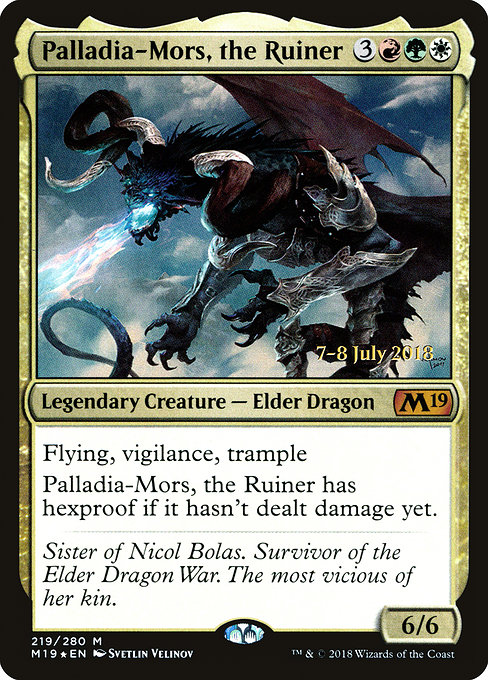 Palladia-Mors, the Ruiner 3
7-8 July 2018
Legendary Creature — Elder Dragon M19
Flying, vigilance, trample
Palladia-Mors, the Ruiner has
hexproof if it hasn't dealt damage yet.
Sister of Nicol Bolas. Survivor of the
Elder Dragon War. The most vicious of
her kin.
6/6
219/280 M
M19★EN Svetlin Velinov
™ & © 2018 Wizards of the Coast